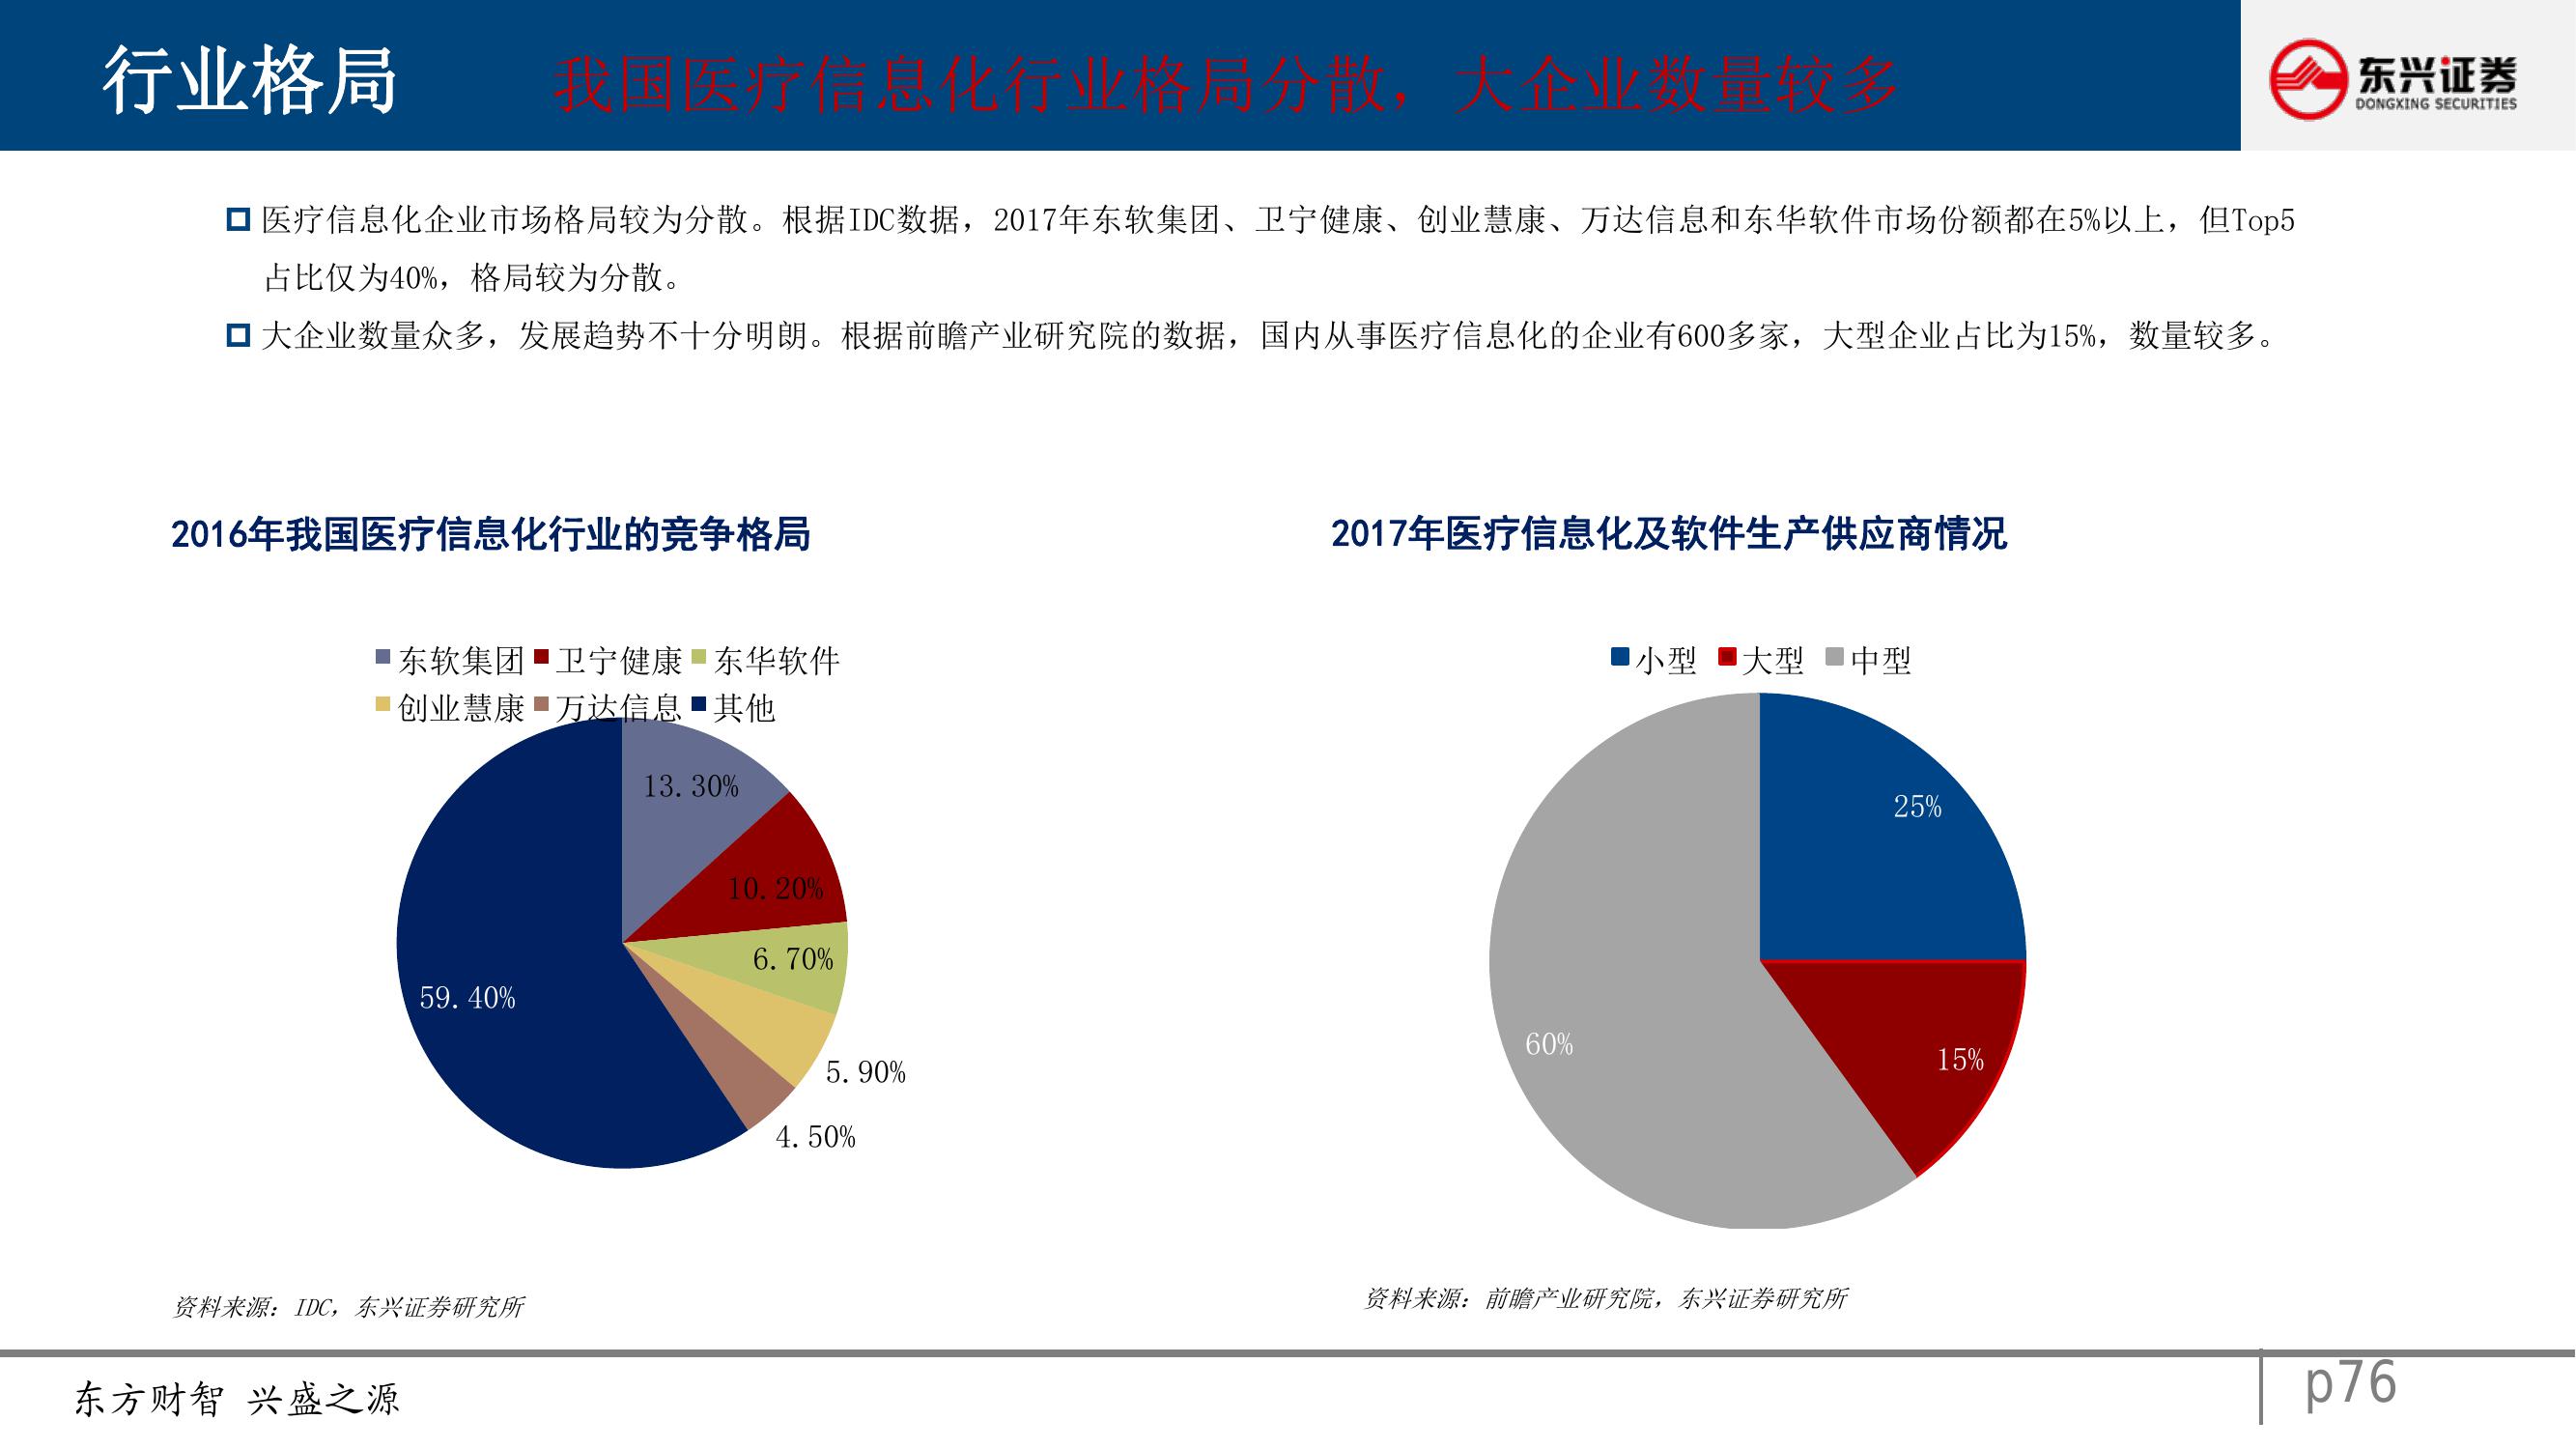 行业格局
我国医疗信息化行业格局分散，大企业数量较多
东兴证券
DONGXING SECURITIES
医疗信息化企业市场格局较为分散。根据IDC数据，2017年东软集团、卫宁健康、创业慧康、万达信息和东华软件市场份额都在5%以上，但Top5
占比仅为40%，格局较为分散。
大企业数量众多，发展趋势不十分明朗。根据前瞻产业研究院的数据，国内从事医疗信息化的企业有600多家，大型企业占比为15%，数量较多。
2016年我国医疗信息化行业的竞争格局
东软集团 卫宁健康 东华软件
创业慧康 万达信息 其他
13.30%
10.20%
6.70%
59.40%
5.90%
4.50%
资料来源：IDC，东兴证券研究所
2017年医疗信息化及软件生产供应商情况
小型 大型 中型
25%
60%
15%
资料来源：前瞻产业研究院，东兴证券研究所
东方财智 兴盛之源
p76